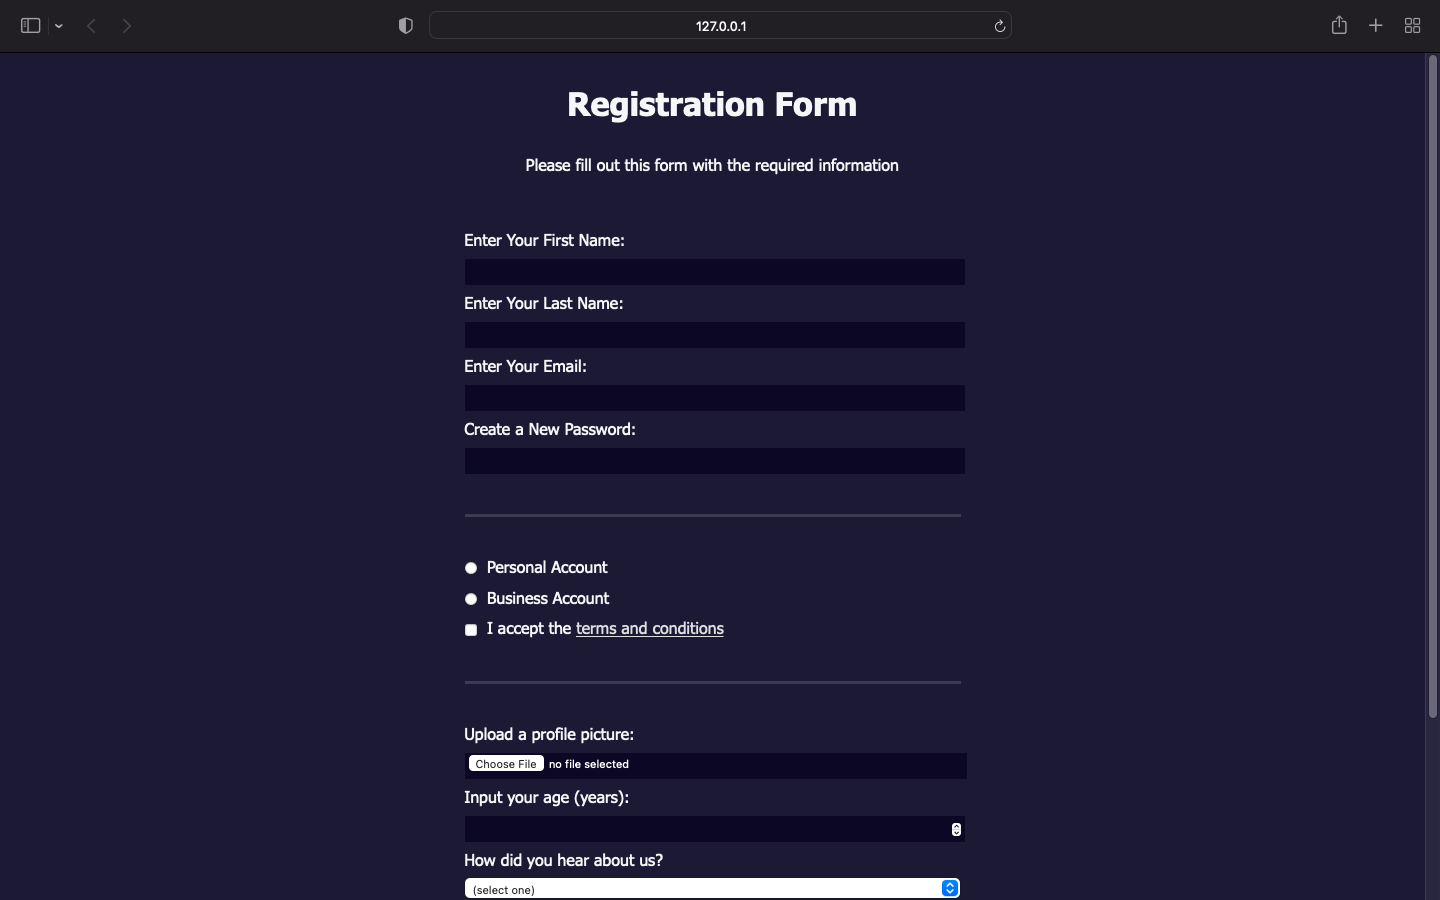 127.0.0.1
Registration Form
Please fill out this form with the required information
Enter Your First Name:
Enter Your Last Name:
Enter Your Email:
Create a New Password:
Personal Account
Business Account
I accept the terms and conditions
Upload a profile picture:
Choose File no file selected
Input your age (years):
How did you hear about us?
(select one)